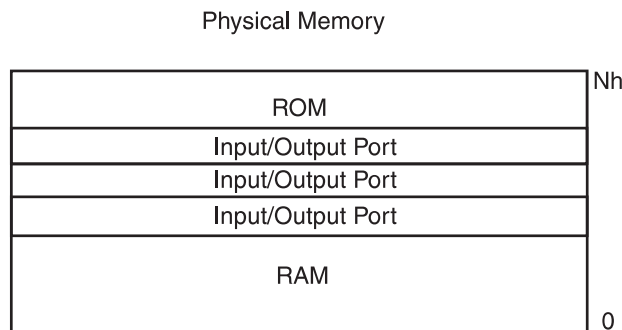 Physical Memory
Nh
ROM
Input/Output Port
Input/Output Port
Input/Output Port
RAM
0